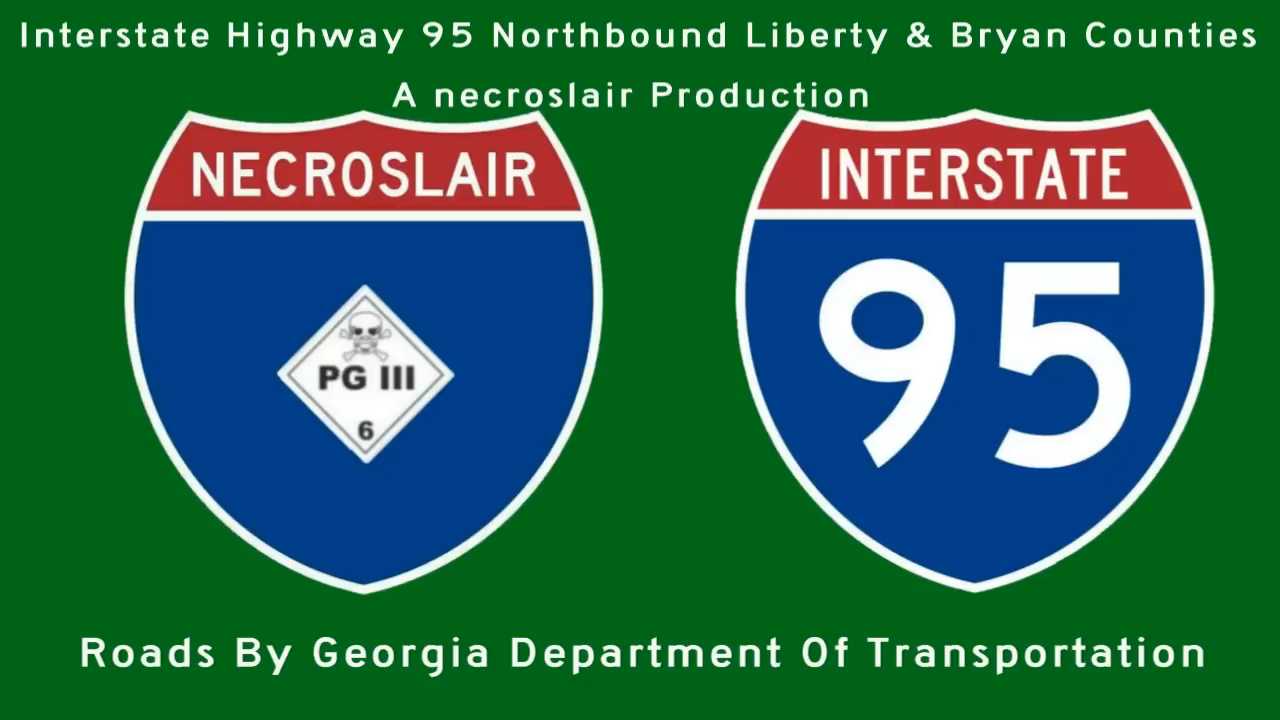 Interstate Highway 95 Northbound Liberty & Bryan Counties
A necroslair Production
NECROSLAIR
PG III
6
INTERSTATE
95
Roads By Georgia Department Of Transportation